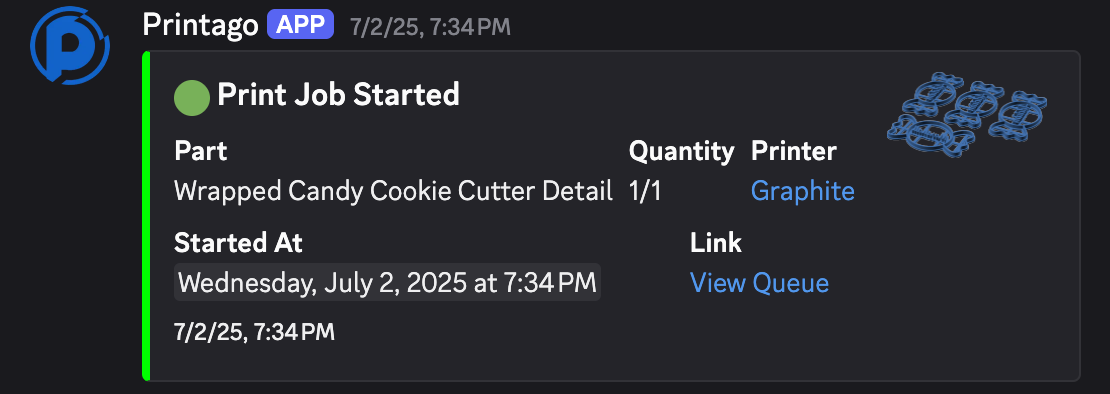 Printago APP 7/2/25, 7:34 PM
Print Job Started
Part Quantity Printer
Wrapped Candy Cookie Cutter Detail 1/1 Graphite
Started At Link
Wednesday, July 2, 2025 at 7:34 PM View Queue
7/2/25, 7:34 PM